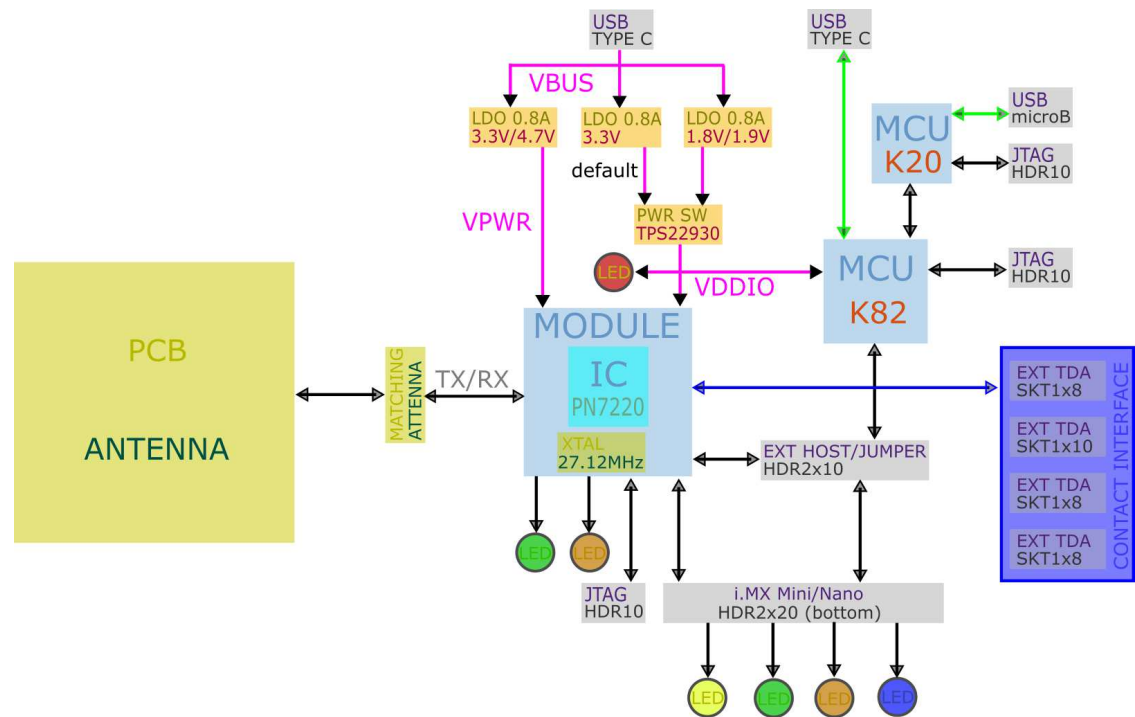 USB
TYPE C
USB
TYPE C
VBUS
LDO 0.8A
3.3V/4.7V
LDO 0.8A
3.3V
LDO 0.8A
1.8V/1.9V
MCU
K20
USB
microB
JTAG
HDR10
default
PWR SW
TPS22930
VPWR
LED
VDDIO
MCU
K82
JTAG
HDR10
MODULE
IC
PN7220
XTAL
27.12MHz
PCB
ANTENNA
MATCHING
ATTENNA
TX/RX
EXT HOST/JUMPER
HDR2x10
EXT TDA
SKT1x8
EXT TDA
SKT1x10
EXT TDA
SKT1x8
EXT TDA
SKT1x8
CONTACT INTERFACE
LED
LED
JTAG
HDR10
i.MX Mini/Nano
HDR2x20 (bottom)
LED
LED
LED
LED